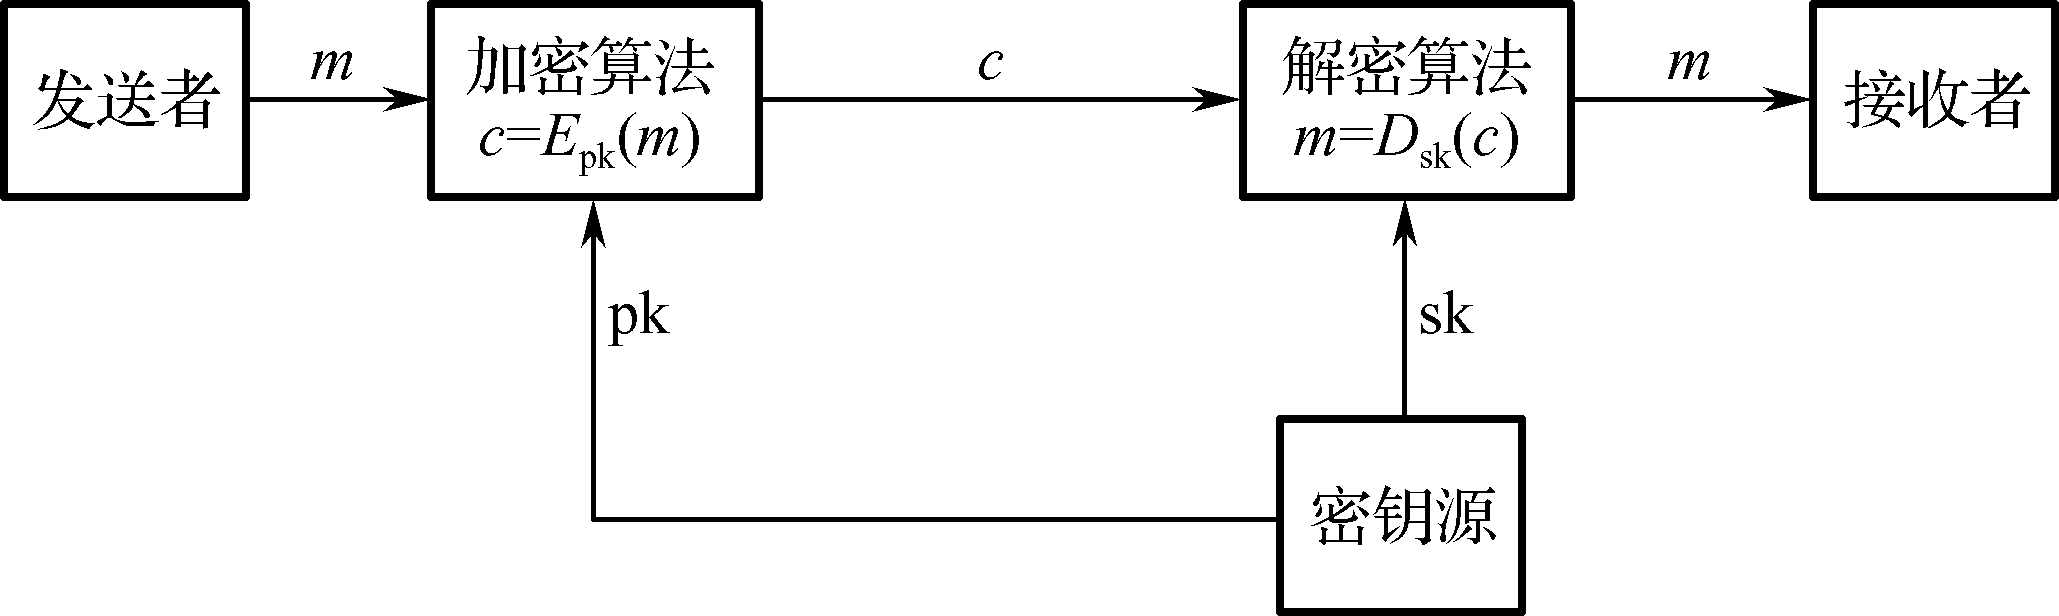 发送者
m
加密算法
c=Epk(m)
c
解密算法
m=Dsk(c)
m
接收者
pk
sk
密钥源